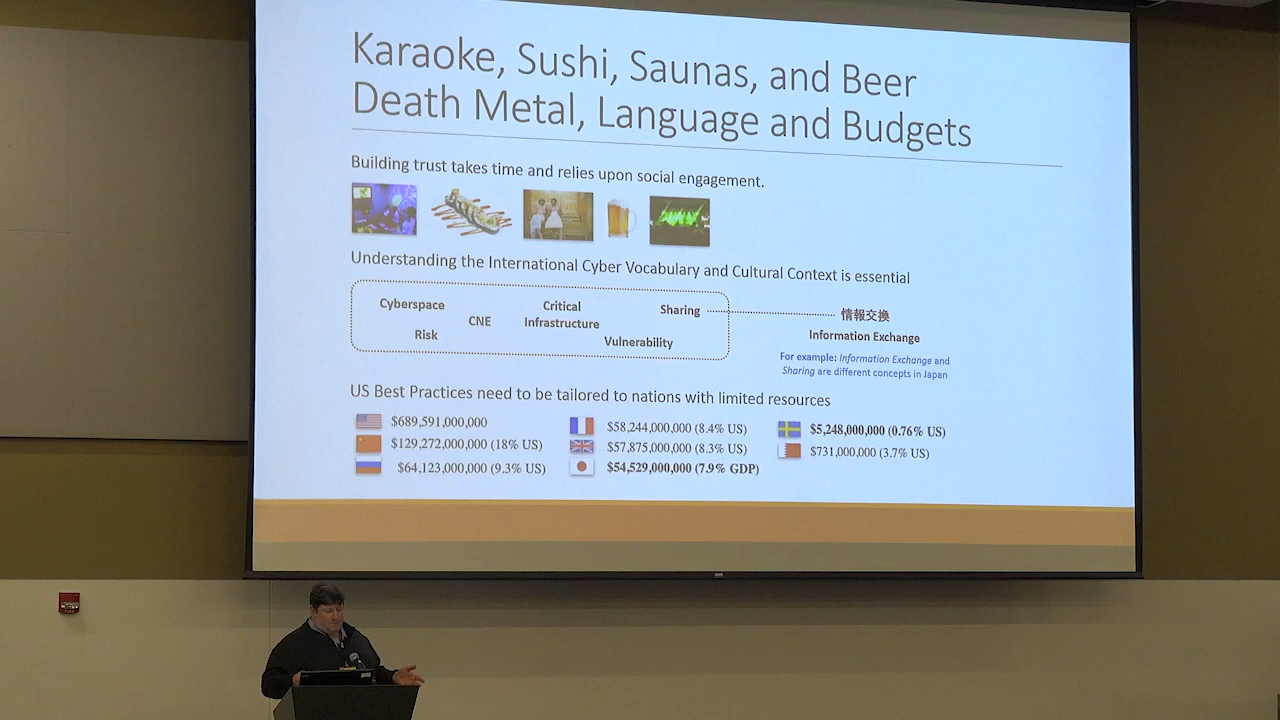 Karaoke, Sushi, Saunas, and Beer
Death Metal, Language and Budgets
Building trust takes time and relies upon social engagement.
Understanding the International Cyber Vocabulary and Cultural Context is essential
Cyberspace
CNE
Critical
Infrastructure
Sharing
Risk
Vulnerability
情報交換
Information Exchange
For example: Information Exchange and
Sharing are different concepts in Japan
US Best Practices need to be tailored to nations with limited resources
$689,591,000,000
$129,272,000,000 (18% US)
$64,123,000,000 (9.3% US)
$58,244,000,000 (8.4% US)
$57,875,000,000 (8.3% US)
$54,529,000,000 (7.9% GDP)
$5,248,000,000 (0.76% US)
$731,000,000 (3.7% US)